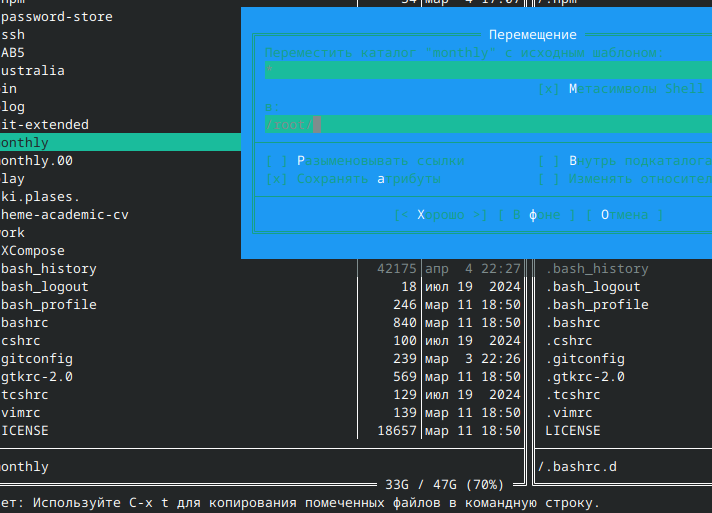 .npm 34 мар 4 17:07 /.npm
password-store
ssh
AB5
ustralia
in
log
it-extended
onthly
onthly.00
lay
ki.plases.
heme-academic-cv
work
XCompose
bash_history 42175 апр 4 22:27 .bash_history
bash_logout 18 июл 19 2024 .bash_logout
bash_profile 246 мар 11 18:50 .bash_profile
bashrc 840 мар 11 18:50 .bashrc
cshrc 100 июл 19 2024 .cshrc
gitconfig 239 мар 3 22:26 .gitconfig
gtkrc-2.0 569 мар 11 18:50 .gtkrc-2.0
tcshrc 129 июл 19 2024 .tcshrc
vimrc 139 мар 11 18:50 .vimrc
ICENSE 18657 мар 11 18:50 LICENSE
onthly /.bashrc.d
33G / 47G (70%)
ет: Используйте C-x t для копирования помеченных файлов в командную строку.
Перемещение
Переместить каталог "monthly" с исходным шаблоном:
*
[x] Метасимволы Shell
в:
/root/
[ ] Разыменовывать ссылки [ ] Внутрь подкаталога
[x] Сохранять атрибуты [ ] Изменять относител
[< Хорошо >] [ В фоне ] [ Отмена ]